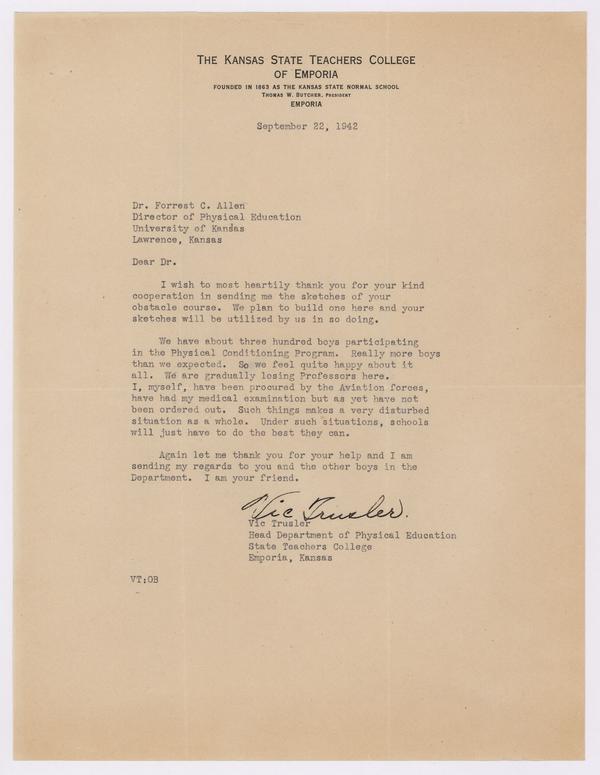 THE KANSAS STATE TEACHERS COLLEGE
OF EMPORIA
FOUNDED IN 1863 AS THE KANSAS STATE NORMAL SCHOOL
THOMAS W. BUTCHER, PRESIDENT
EMPORIA
September 22, 1942
Dr. Forrest C. Allen
Director of Physical Education
University of Kansas
Lawrence, Kansas
Dear Dr.
I wish to most heartily thank you for your kind
cooperation in sending me the sketches of your
obstacle course. We plan to build one here and your
sketches will be utilized by us in so doing.
We have about three hundred boys participating
in the Physical Conditioning Program. Really more boys
than we expected. So we feel quite happy about it
all. We are gradually losing Professors here.
I, myself, have been procured by the Aviation forces,
have had my medical examination but as yet have not
been ordered out. Such things makes a very disturbed
situation as a whole. Under such situations, schools
will just have to do the best they can.
Again let me thank you for your help and I am
sending my regards to you and the other boys in the
Department. I am your friend.
Vic Trusler.
Vic Trusler
Head Department of Physical Education
State Teachers College
Emporia, Kansas
VT:OB